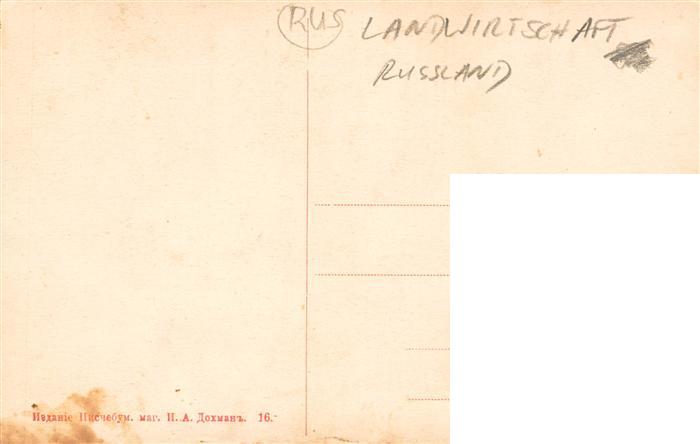 RUS
LANDWIRTSCHAFT
RUSSLAND
Изданіе Писчебум. маг. И. А. Дохманъ. 16.